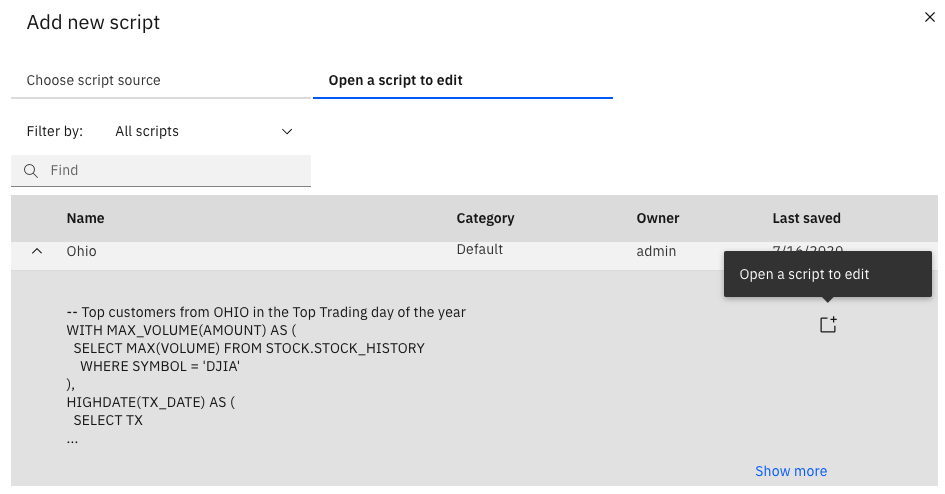 Add new script
Choose script source
Open a script to edit
Filter by: All scripts
Find
Name Category Owner Last saved
Ohio Default admin 7/16/2020
Open a script to edit
-- Top customers from OHIO in the Top Trading day of the year
WITH MAX_VOLUME(AMOUNT) AS (
SELECT MAX(VOLUME) FROM STOCK.STOCK_HISTORY
WHERE SYMBOL = 'DJIA'
),
HIGHDATE(TX_DATE) AS (
SELECT TX
...
Show more